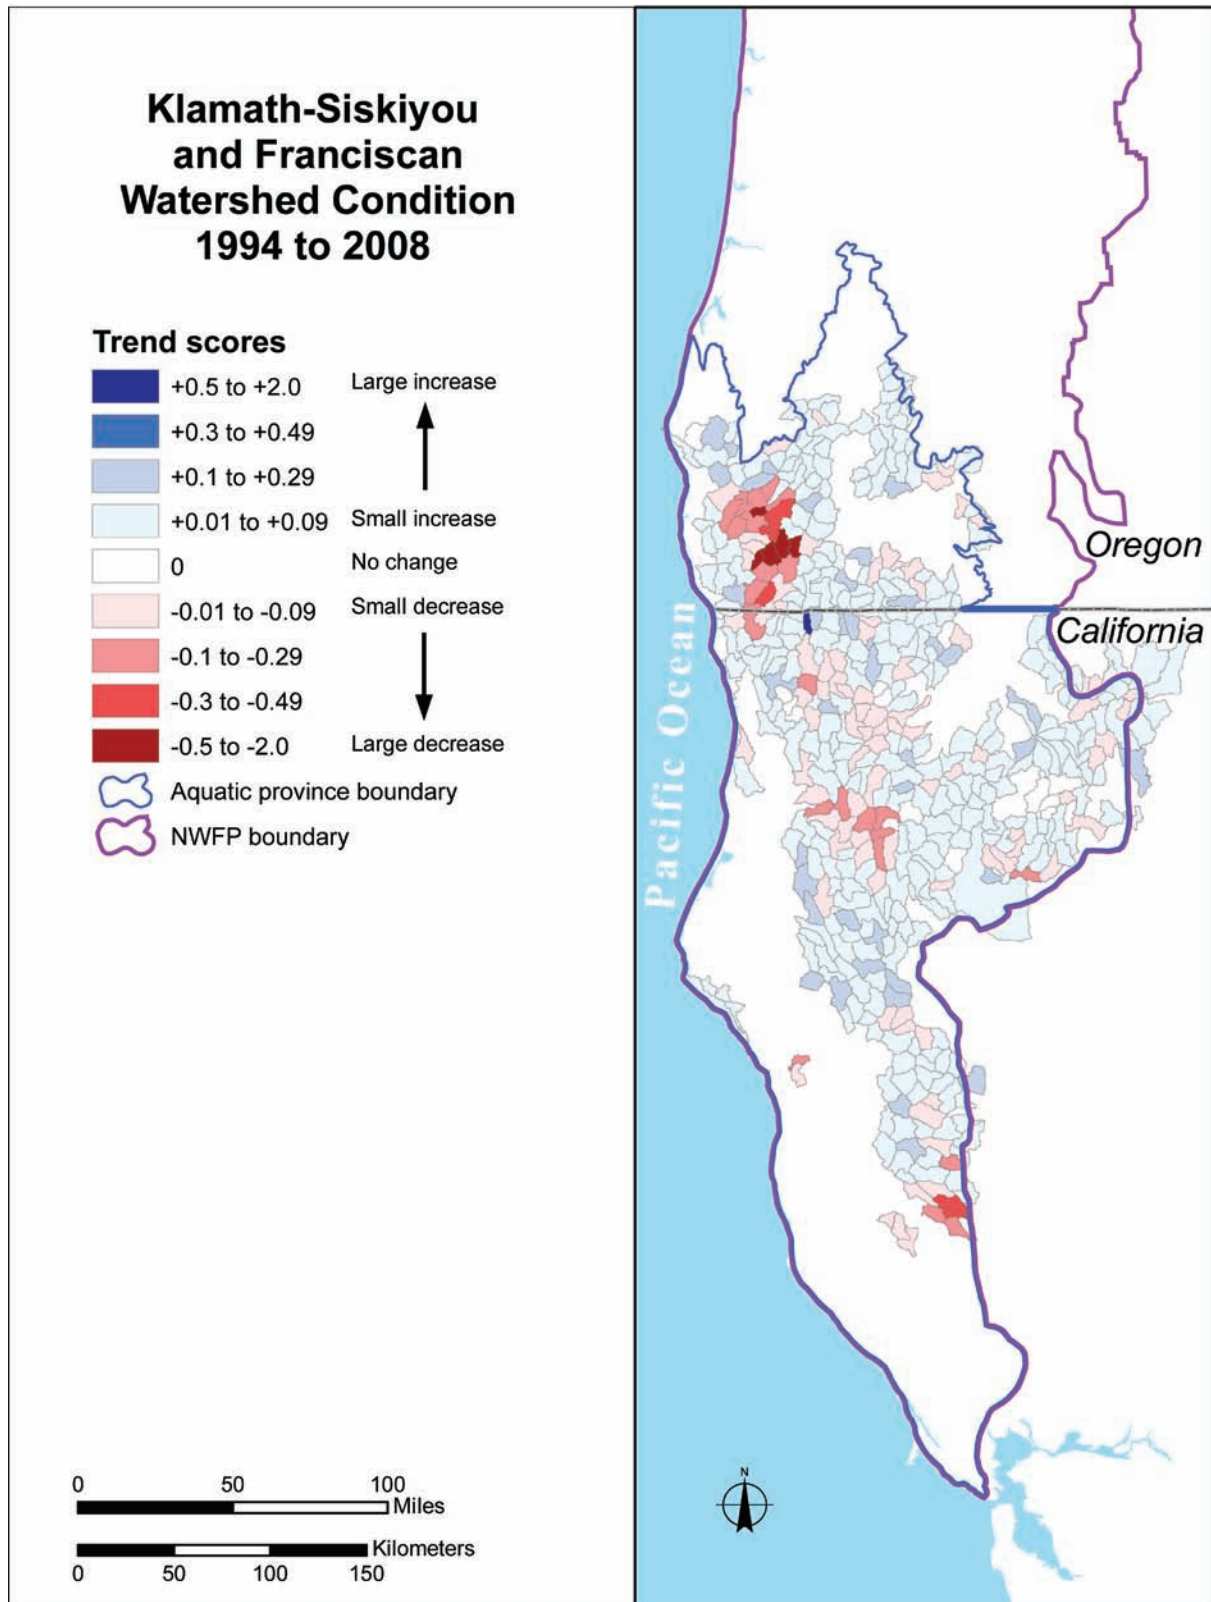 Klamath-Siskiyou
and Franciscan
Watershed Condition
1994 to 2008
Trend scores
+0.5 to +2.0 Large increase
+0.3 to +0.49
+0.1 to +0.29
+0.01 to +0.09 Small increase
0 No change
-0.01 to -0.09 Small decrease
-0.1 to -0.29
-0.3 to -0.49
-0.5 to -2.0 Large decrease
Aquatic province boundary
NWFP boundary
Oregon
California
Pacific Ocean
N
0 50 100
Miles
Kilometers
0 50 100 150